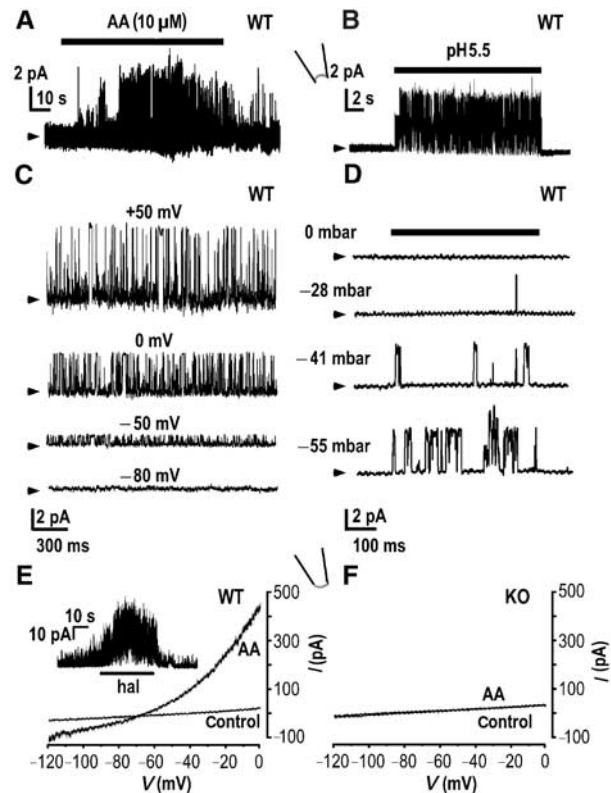 A
AA (10 µM)
WT
2 pA
10 s
B
WT
pH 5.5
2 pA
2 s
C
WT
+50 mV
0 mV
−50 mV
−80 mV
2 pA
300 ms
D
WT
0 mbar
−28 mbar
−41 mbar
−55 mbar
2 pA
100 ms
E
WT
10 s
10 pA
hal
AA
Control
500
300
100
−100
I (pA)
−120 −100 −80 −60 −40 −20 0
V (mV)
F
KO
AA
Control
500
300
100
−100
I (pA)
−120 −100 −80 −60 −40 −20 0
V (mV)